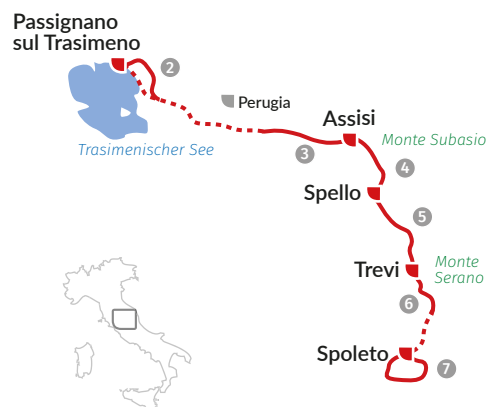 Passignano
sul Trasimeno
2
Perugia
Trasimenischer See
Assisi
Monte Subasio
3
4
Spello
5
Trevi
Monte
Serano
6
Spoleto
7